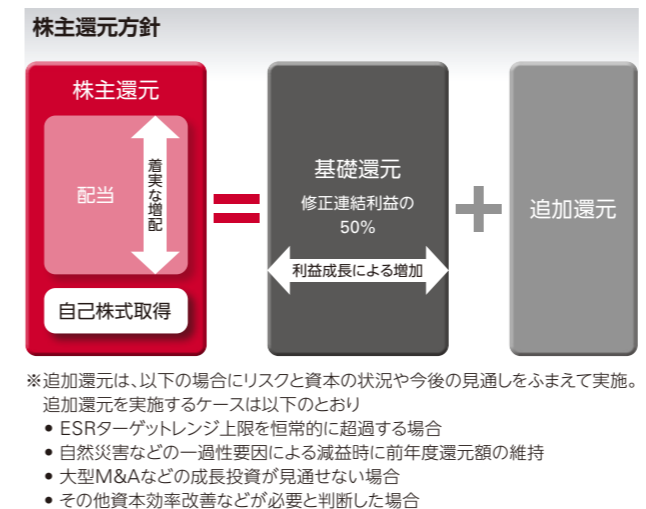 株主還元方針
株主還元
配当
着実な増配
自己株式取得
基礎還元
修正連結利益の
50%
利益成長による増加
追加還元
※追加還元は、以下の場合にリスクと資本の状況や今後の見通しをふまえて実施。
追加還元を実施するケースは以下のとおり
• ESRターゲットレンジ上限を恒常的に超過する場合
• 自然災害などの一過性要因による減益時に前年度還元額の維持
• 大型M&Aなどの成長投資が見通せない場合
• その他資本効率改善などが必要と判断した場合